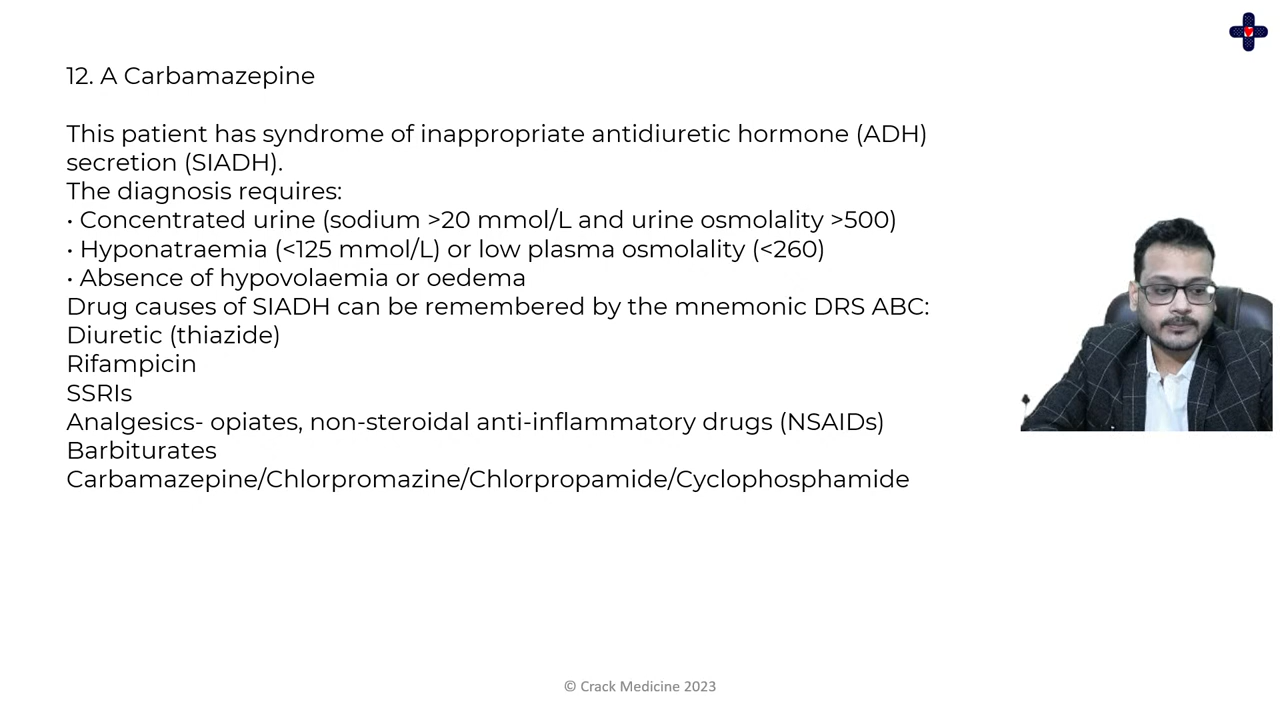 12. A Carbamazepine
This patient has syndrome of inappropriate antidiuretic hormone (ADH)
secretion (SIADH).
The diagnosis requires:
• Concentrated urine (sodium >20 mmol/L and urine osmolality >500)
• Hyponatraemia (<125 mmol/L) or low plasma osmolality (<260)
• Absence of hypovolaemia or oedema
Drug causes of SIADH can be remembered by the mnemonic DRS ABC:
Diuretic (thiazide)
Rifampicin
SSRIs
Analgesics- opiates, non-steroidal anti-inflammatory drugs (NSAIDs)
Barbiturates
Carbamazepine/Chlorpromazine/Chlorpropamide/Cyclophosphamide
© Crack Medicine 2023